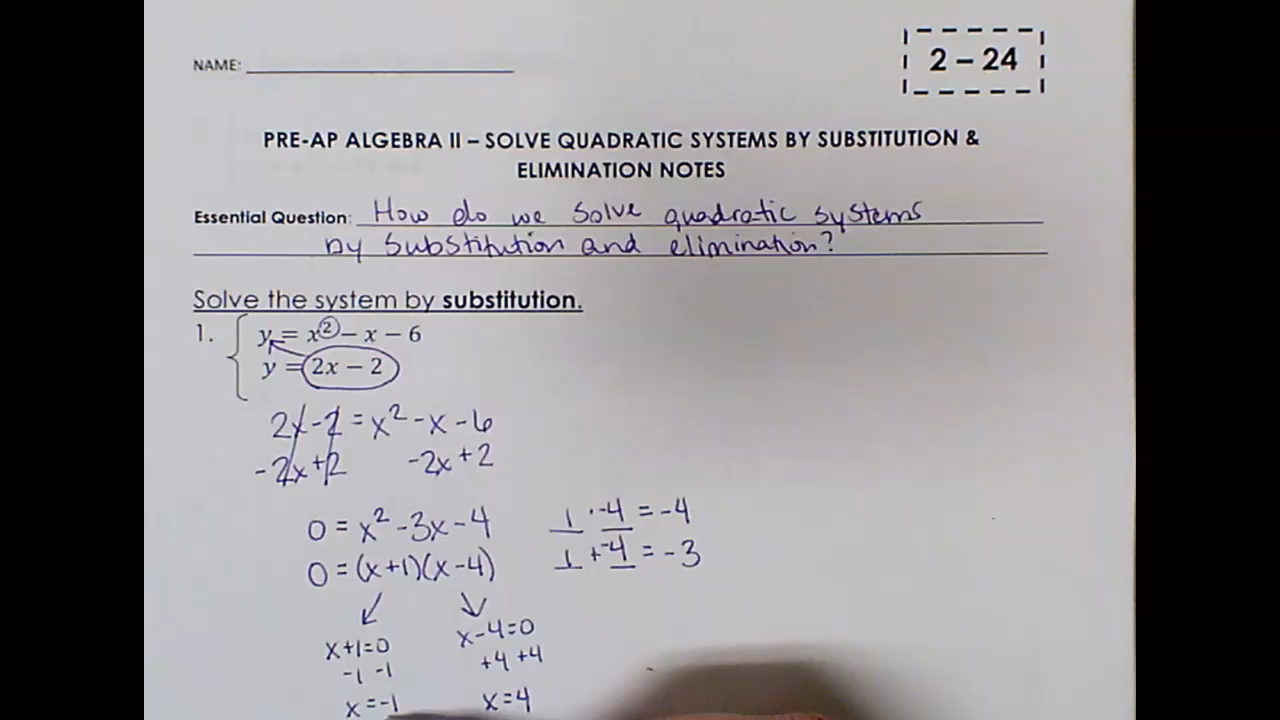 NAME:
2 – 24
PRE-AP ALGEBRA II – SOLVE QUADRATIC SYSTEMS BY SUBSTITUTION &
ELIMINATION NOTES
Essential Question: How do we solve quadratic systems
by substitution and elimination?
Solve the system by substitution.
1. y = x² – x – 6
y = 2x – 2
2x-2 = x² -x -6
-2x+2 -2x+2
0 = x² -3x -4 1 · -4 = -4
0 = (x+1)(x-4) 1 + -4 = -3
x+1=0 x-4=0
-1 -1 +4 +4
x=-1 x=4